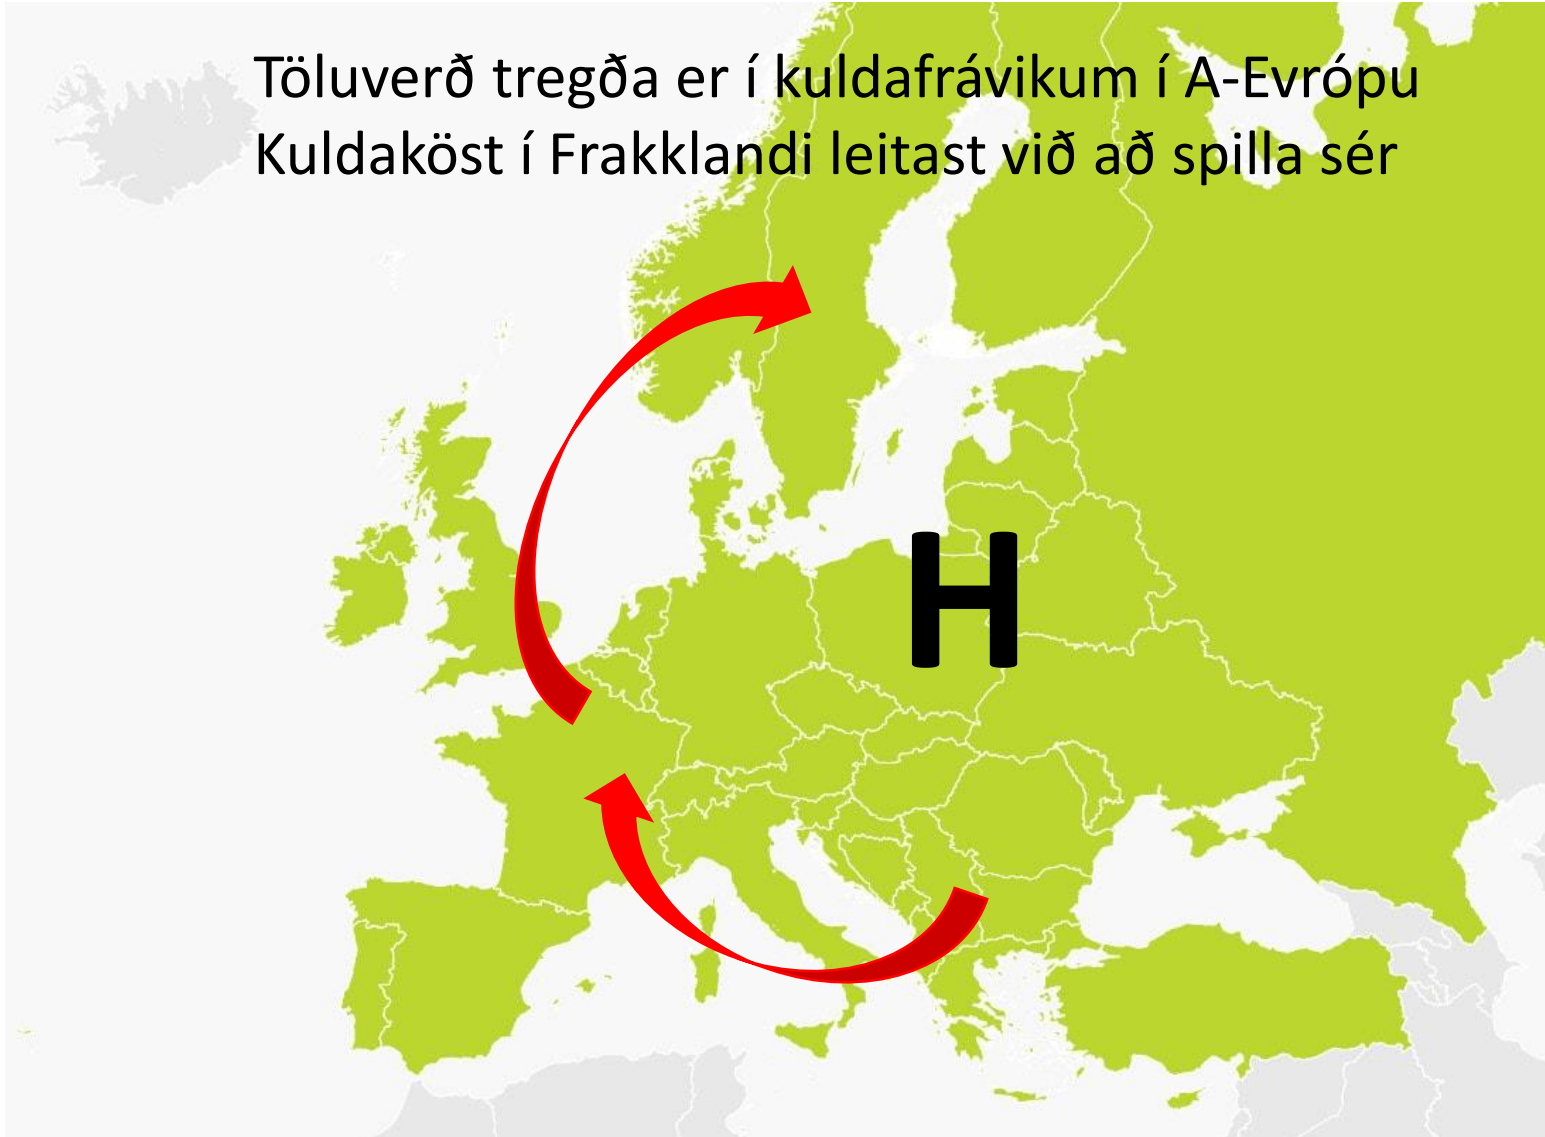 Töluverð tregða er í kuldafrávikum í A-Evrópu
Kuldaköst í Frakklandi leitast við að spilla sér
H